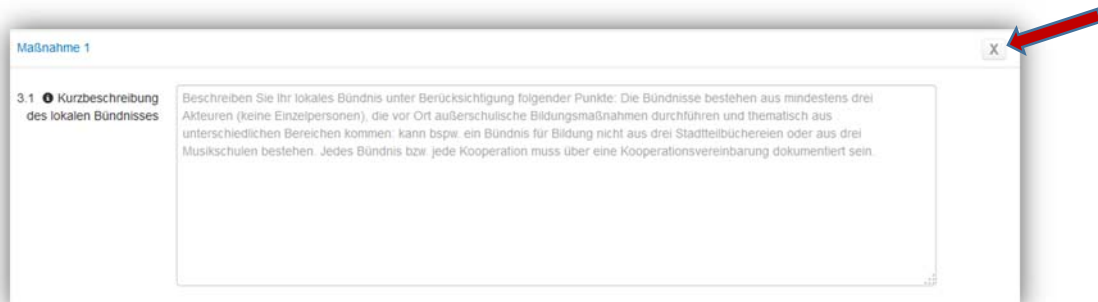 Maßnahme 1
X
3.1 Kurzbeschreibung
des lokalen Bündnisses
Beschreiben Sie Ihr lokales Bündnis unter Berücksichtigung folgender Punkte: Die Bündnisse bestehen aus mindestens drei
Akteuren (keine Einzelpersonen), die vor Ort außerschulische Bildungsmaßnahmen durchführen und thematisch aus
unterschiedlichen Bereichen kommen: kann bspw. ein Bündnis für Bildung nicht aus drei Stadtteilbüchereien oder aus drei
Musikschulen bestehen. Jedes Bündnis bzw. jede Kooperation muss über eine Kooperationsvereinbarung dokumentiert sein.